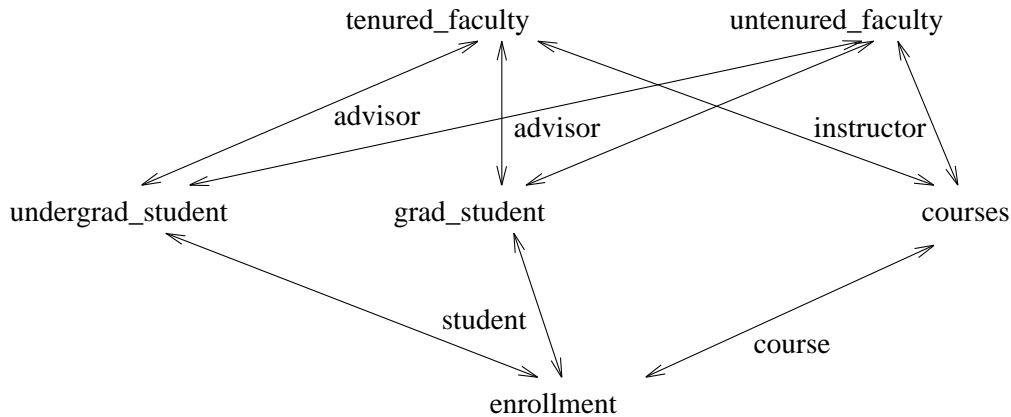 tenured_faculty untenured_faculty
advisor advisor instructor
undergrad_student grad_student courses
student
course
enrollment